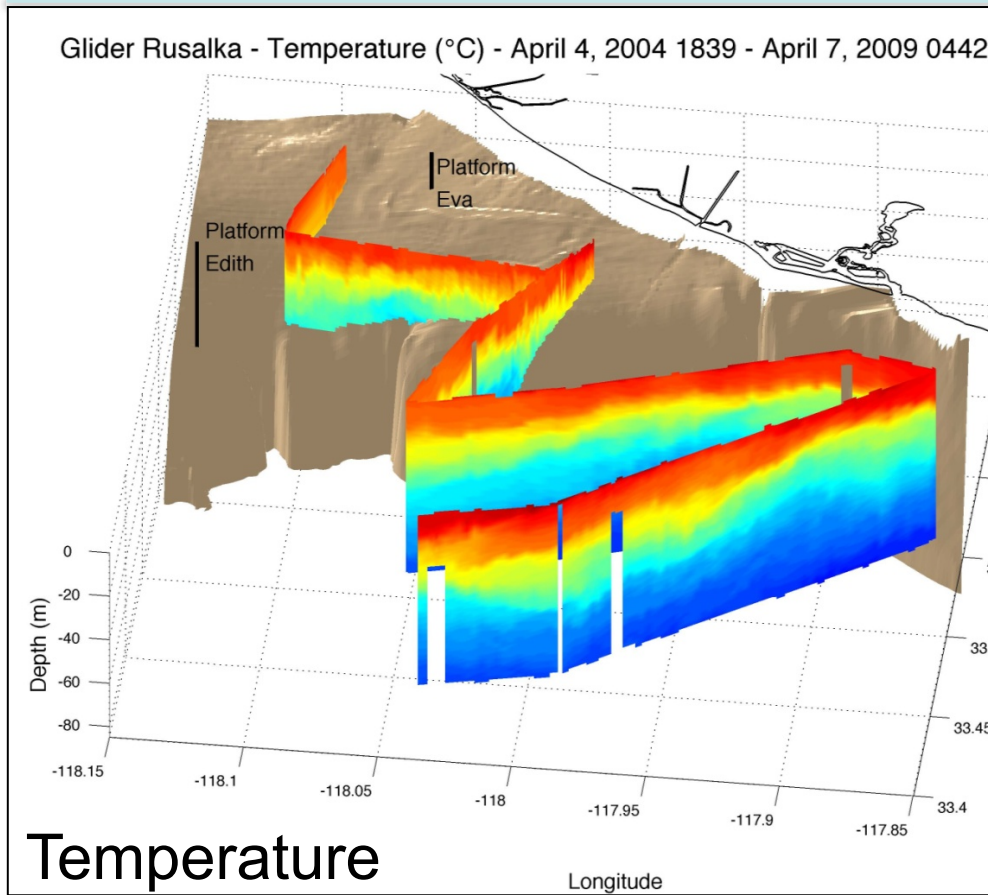 Glider Rusalka - Temperature (°C) - April 4, 2004 1839 - April 7, 2009 0442
Platform
Eva
Platform
Edith
0
-20
-40
-60
-80
Depth (m)
-118.15
-118.1
-118.05
-118
-117.95
-117.9
-117.85
33.4
33.45
33.
Longitude
Temperature